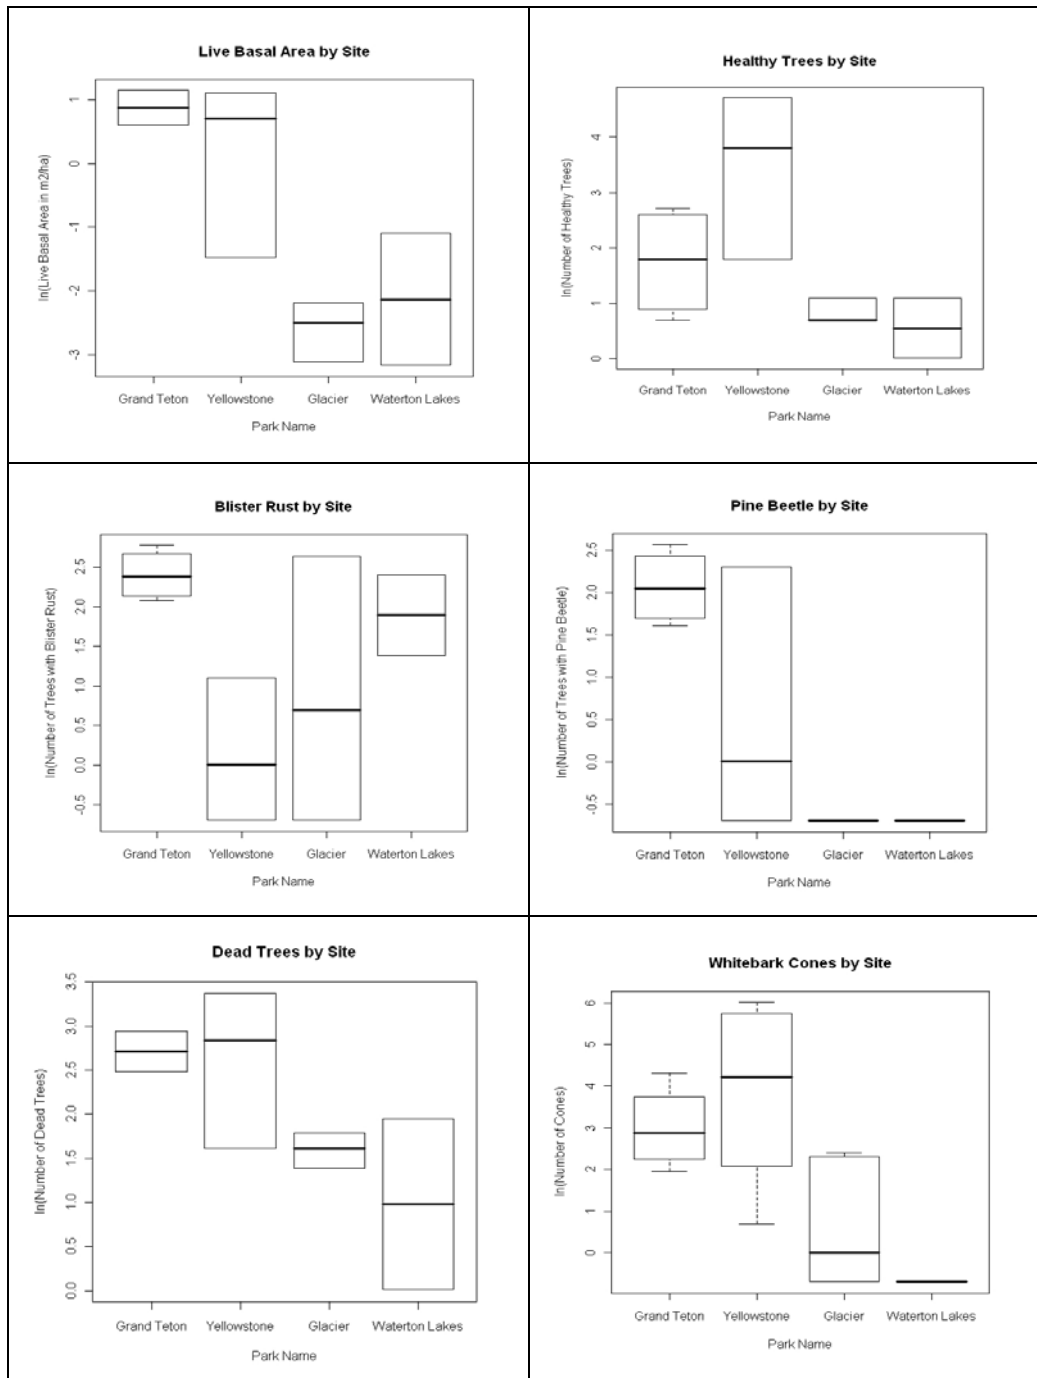 Live Basal Area by Site
ln(Live Basal Area in m2/ha)
1
0
-1
-2
-3
Grand Teton Yellowstone Glacier Waterton Lakes
Park Name
Healthy Trees by Site
ln(Number of Healthy Trees)
4
3
2
1
0
Grand Teton Yellowstone Glacier Waterton Lakes
Park Name
Blister Rust by Site
ln(Number of Trees with Blister Rust)
2.5
2.0
1.5
1.0
0.5
0.0
-0.5
Grand Teton Yellowstone Glacier Waterton Lakes
Park Name
Pine Beetle by Site
ln(Number of Trees with Pine Beetle)
2.5
2.0
1.5
1.0
0.5
0.0
-0.5
Grand Teton Yellowstone Glacier Waterton Lakes
Park Name
Dead Trees by Site
ln(Number of Dead Trees)
3.5
3.0
2.5
2.0
1.5
1.0
0.5
0.0
Grand Teton Yellowstone Glacier Waterton Lakes
Park Name
Whitebark Cones by Site
ln(Number of Cones)
6
5
4
3
2
1
0
Grand Teton Yellowstone Glacier Waterton Lakes
Park Name